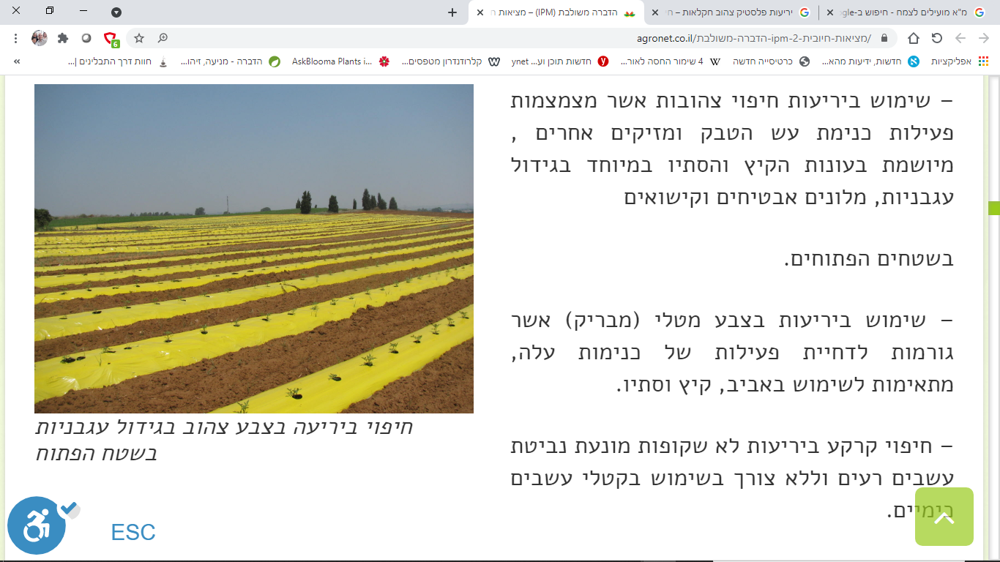 מ"א מועילים לצמח - חיפוש ב-gle
יריעות פלסטיק צהוב חקלאות – חי
הדברה משולבת (IPM) – מציאות ח
agronet.co.il/הדברה-משולבת-ipm-2-מציאות-חיובית/
6
אפליקציות
חדשות, ידיעות מהא...
כרטיסייה חדשה
4 שימור החסה לאור...
ynet חדשות תוכן וע...
קלרודנדרון מטפסים...
AskBlooma Plants i...
הדברה - מניעה, זיהו...
חוות דרך התבלינים |...
»
– שימוש ביריעות חיפוי צהובות אשר מצמצמות
פעילות כנימת עש הטבק ומזיקים אחרים ,
מיושמת בעונות הקיץ והסתיו במיוחד בגידול
עגבניות, מלונים אבטיחים וקישואים
בשטחים הפתוחים.
– שימוש ביריעות בצבע מטלי (מבריק) אשר
גורמות לדחיית פעילות של כנימות עלה,
מתאימות לשימוש באביב, קיץ וסתיו.
– חיפוי קרקע ביריעות לא שקופות מונעת נביטת
עשבים רעים וללא צורך בשימוש בקטלי עשבים
כימיים.
חיפוי ביריעה בצבע צהוב בגידול עגבניות
בשטח הפתוח
ESC